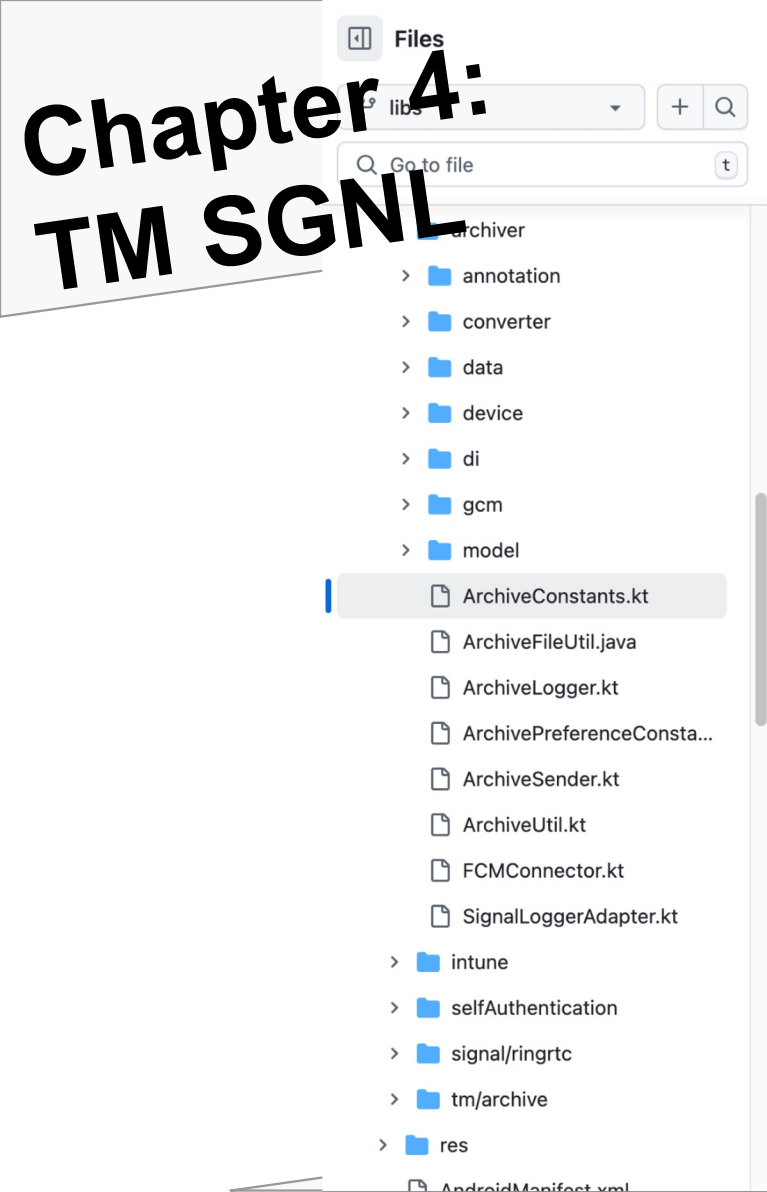 Files
Chapter 4:
TM SGNL
libs
Go to file
t
archiver
annotation
converter
data
device
di
gcm
model
ArchiveConstants.kt
ArchiveFileUtil.java
ArchiveLogger.kt
ArchivePreferenceConsta...
ArchiveSender.kt
ArchiveUtil.kt
FCMConnector.kt
SignalLoggerAdapter.kt
intune
selfAuthentication
signal/ringrtc
tm/archive
res
AndroidManifest.xml